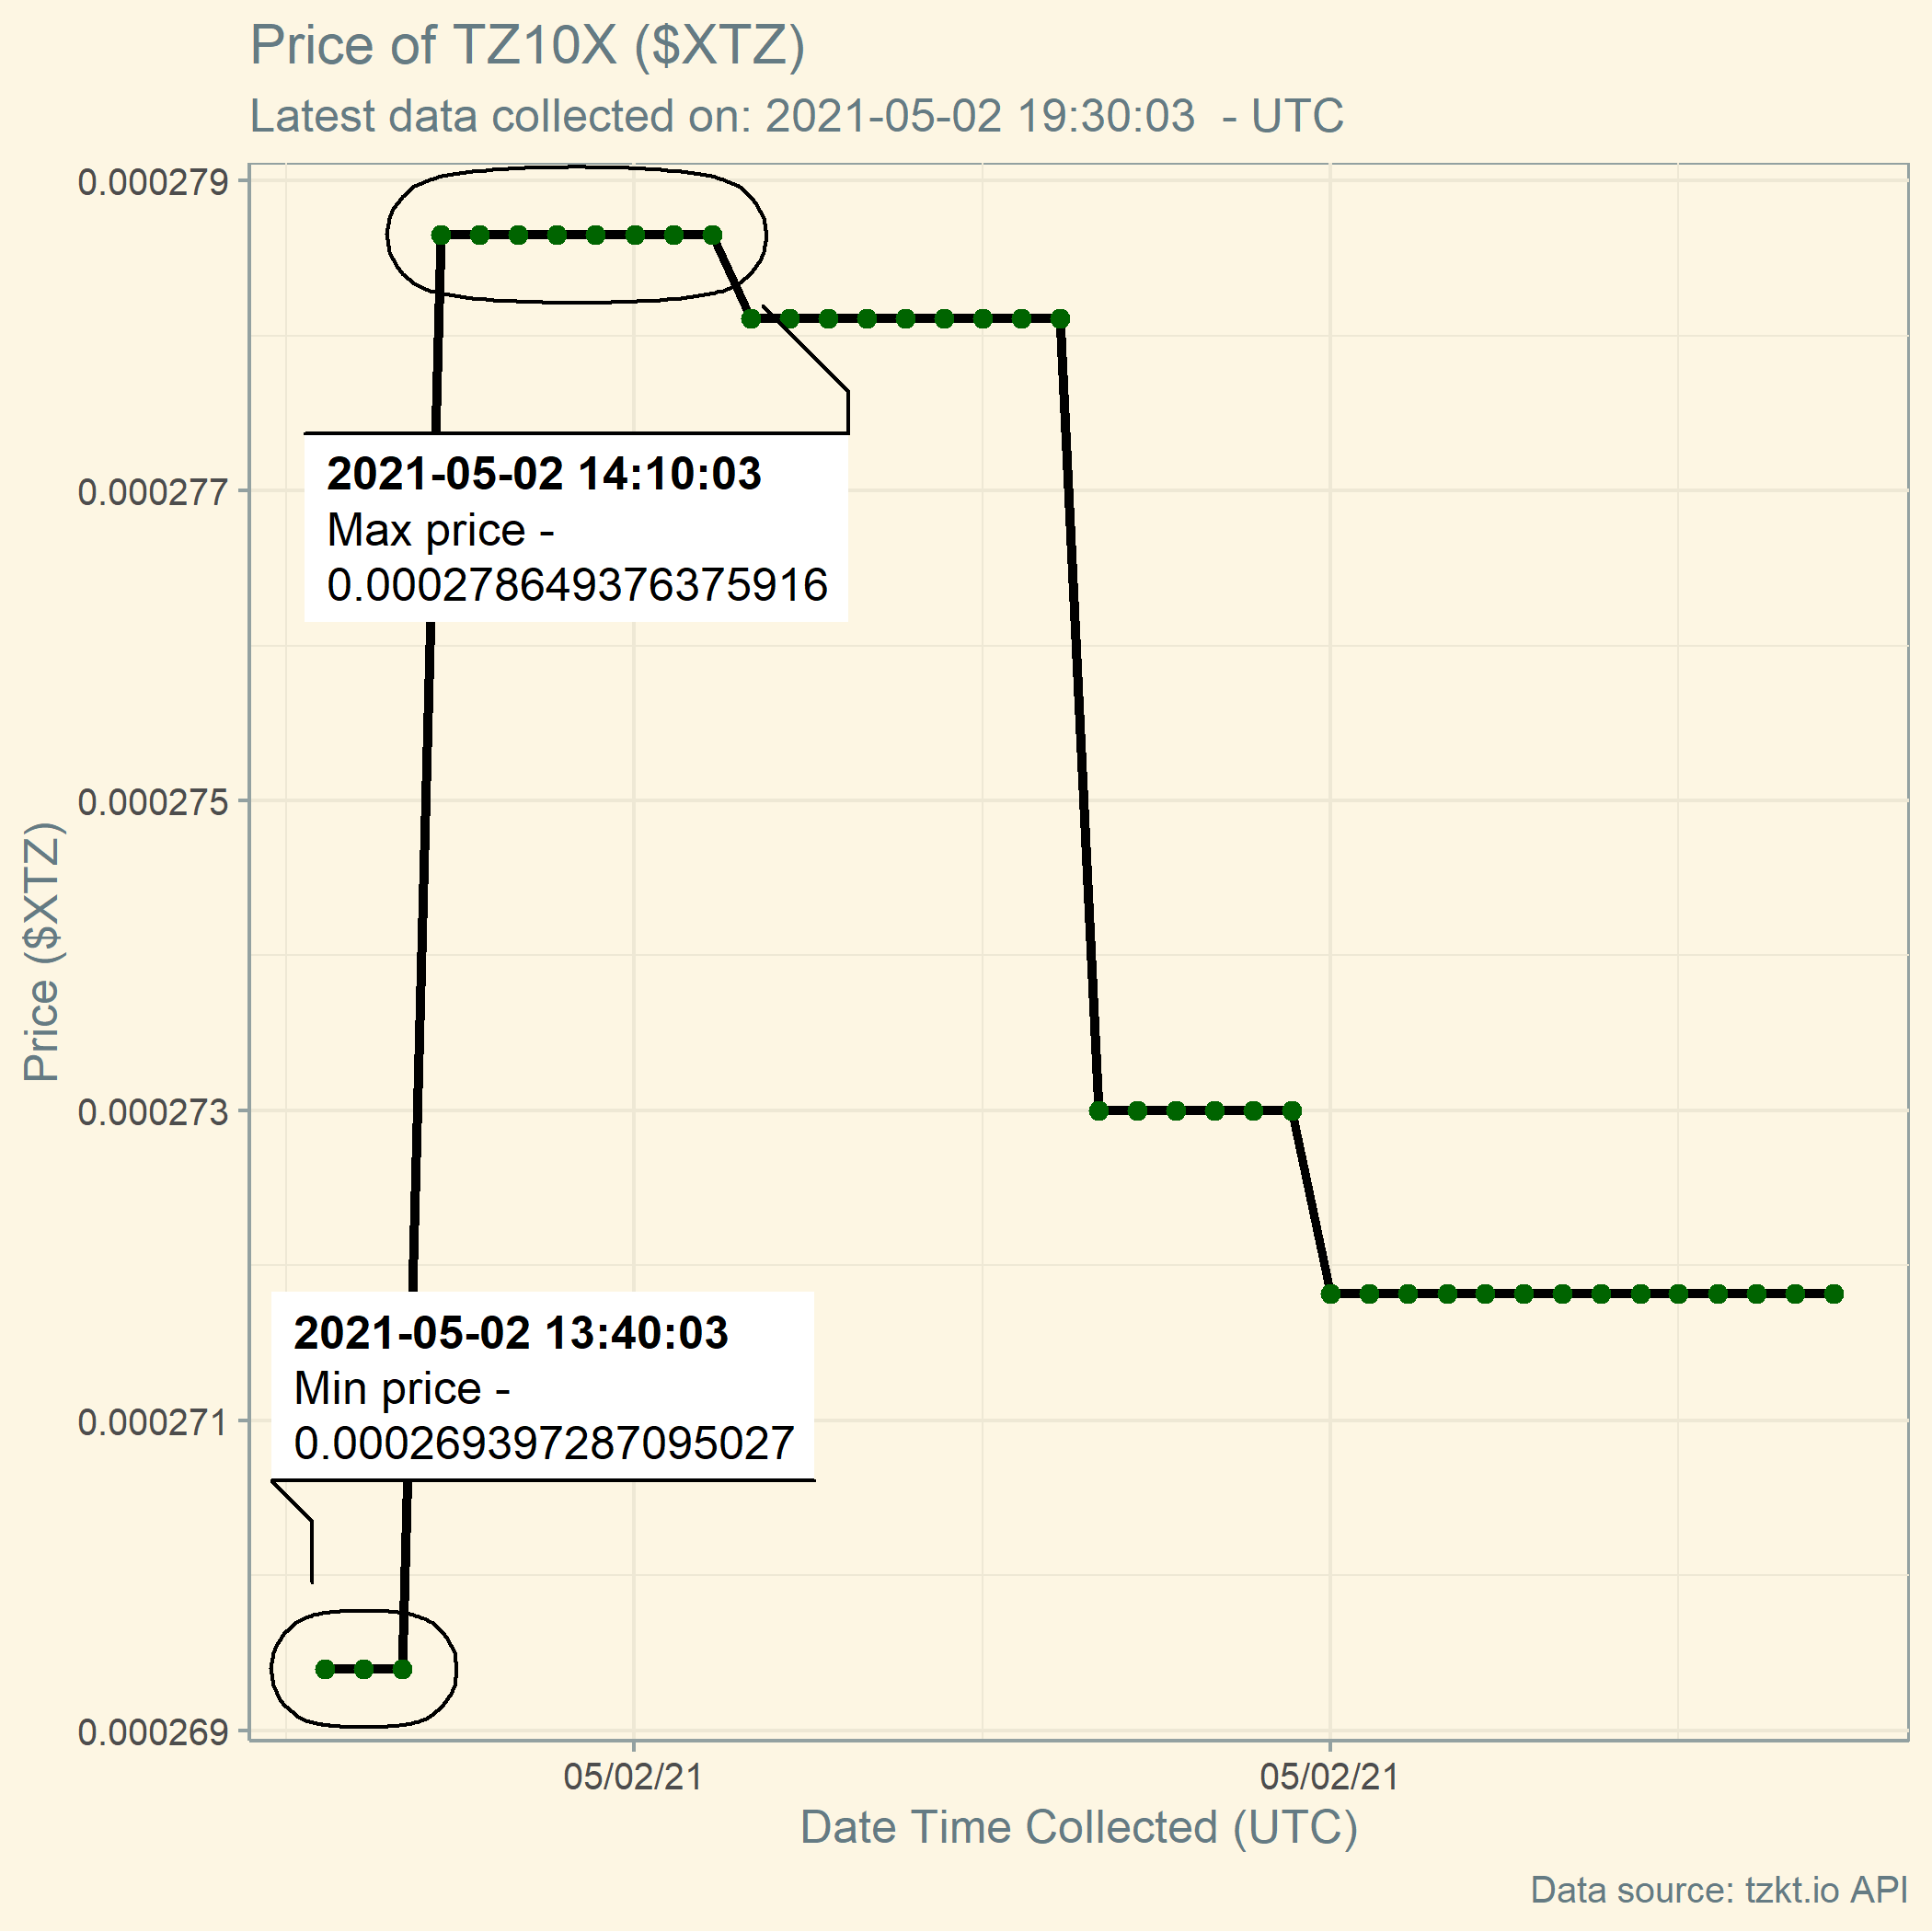 Price of TZ10X ($XTZ)
Latest data collected on: 2021-05-02 19:30:03  - UTC
0.000279
0.000277
0.000275
0.000273
0.000271
0.000269
Price ($XTZ)
2021-05-02 14:10:03
Max price -
0.000278649376375916
2021-05-02 13:40:03
Min price -
0.000269397287095027
05/02/21
05/02/21
Date Time Collected (UTC)
Data source: tzkt.io API